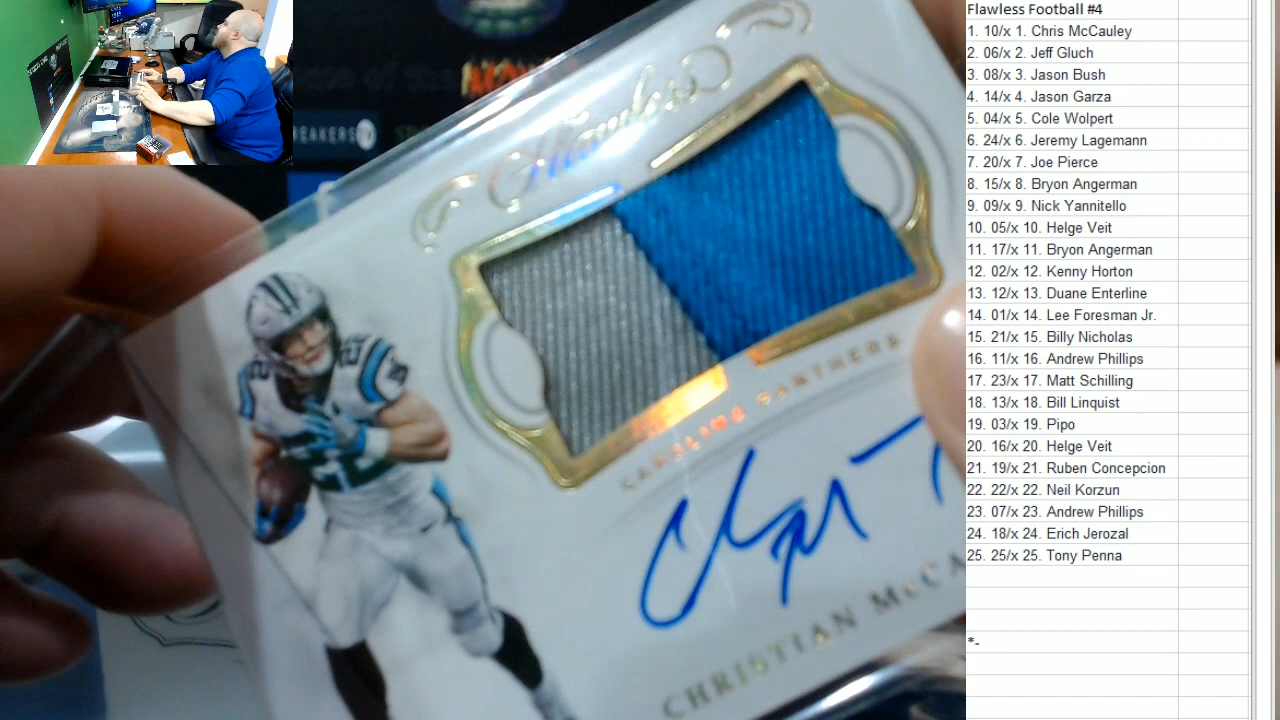 Flawless
CAROLINA PANTHERS
CHRISTIAN McCA
22
REAKERS TV
Flawless Football #4
1. 10/x 1. Chris McCauley
2. 06/x 2. Jeff Gluch
3. 08/x 3. Jason Bush
4. 14/x 4. Jason Garza
5. 04/x 5. Cole Wolpert
6. 24/x 6. Jeremy Lagemann
7. 20/x 7. Joe Pierce
8. 15/x 8. Bryon Angerman
9. 09/x 9. Nick Yannitello
10. 05/x 10. Helge Veit
11. 17/x 11. Bryon Angerman
12. 02/x 12. Kenny Horton
13. 12/x 13. Duane Enterline
14. 01/x 14. Lee Foresman Jr.
15. 21/x 15. Billy Nicholas
16. 11/x 16. Andrew Phillips
17. 23/x 17. Matt Schilling
18. 13/x 18. Bill Linquist
19. 03/x 19. Pipo
20. 16/x 20. Helge Veit
21. 19/x 21. Ruben Concepcion
22. 22/x 22. Neil Korzun
23. 07/x 23. Andrew Phillips
24. 18/x 24. Erich Jerozal
25. 25/x 25. Tony Penna
*-